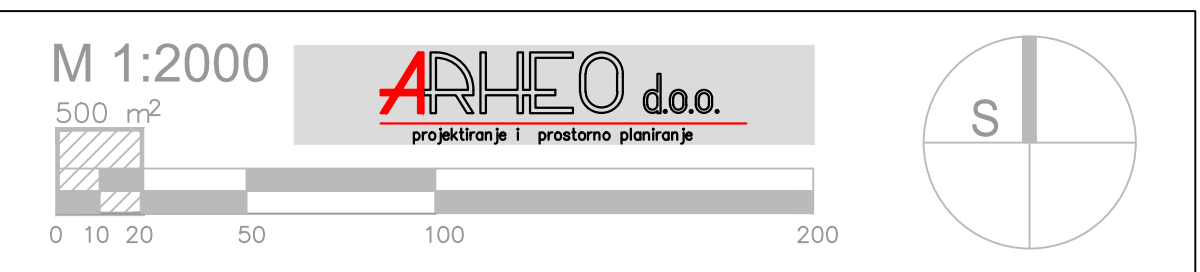 M 1:2000
500 m²
ARHEO d.o.o.
projektiranje i prostorno planiranje
S
0 10 20 50 100 200